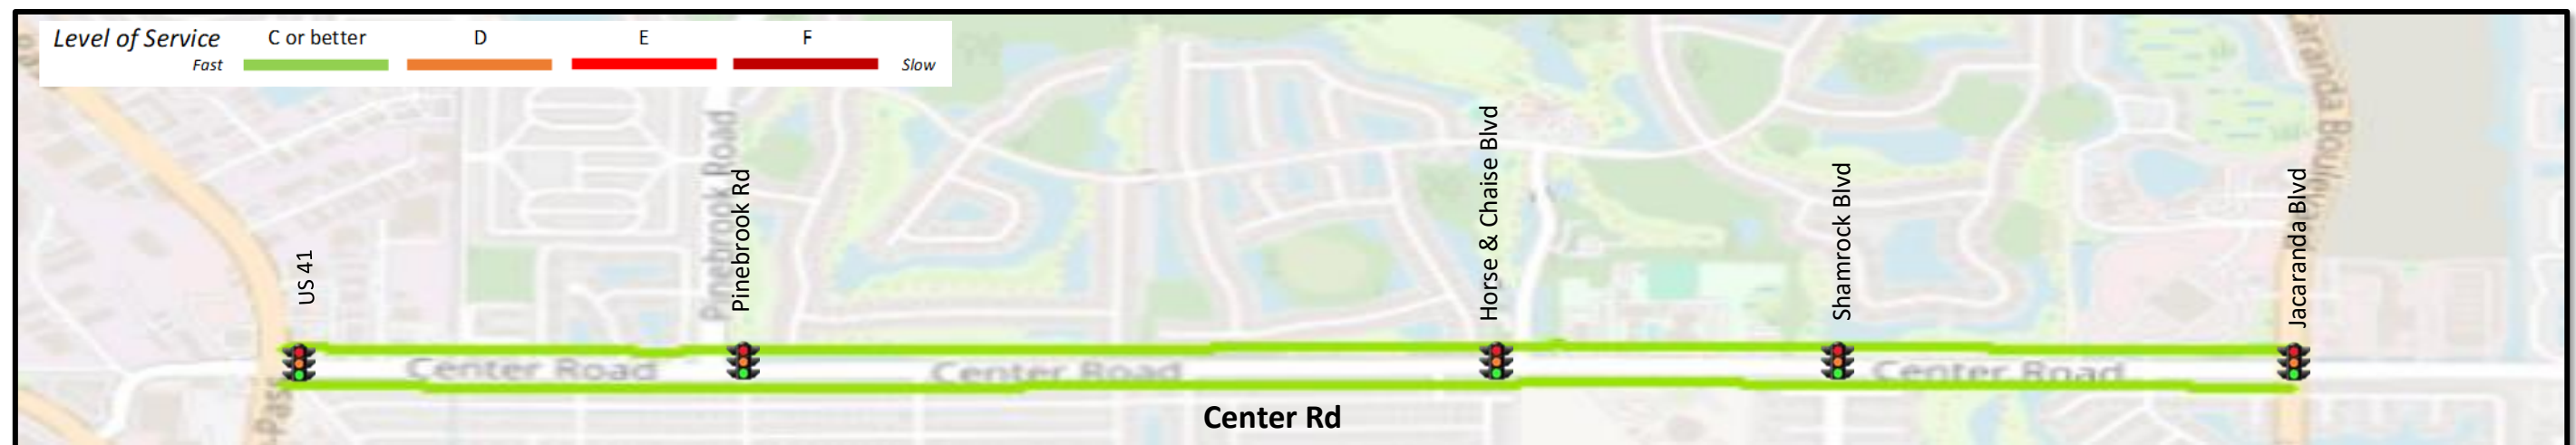 Level of Service C or better D E F
Fast Slow
US 41
Pinebrook Road
Pinebrook Rd
Horse & Chaise Blvd
Shamrock Blvd
Jacaranda Blvd
Center Road
Center Road
Center Road
Center Rd